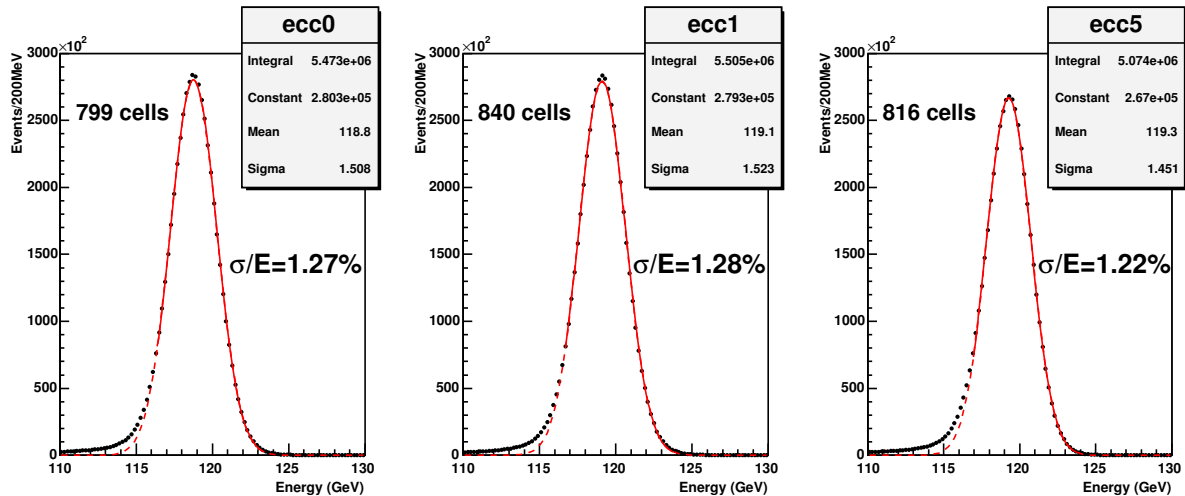 ecc0
Integral 5.473e+06
Constant 2.803e+05
Mean 118.8
Sigma 1.508
×10²
Events/200MeV
3000
2500
2000
1500
1000
500
0
799 cells
σ/E=1.27%
110 115 120 125 130
Energy (GeV)
ecc1
Integral 5.505e+06
Constant 2.793e+05
Mean 119.1
Sigma 1.523
×10²
Events/200MeV
3000
2500
2000
1500
1000
500
0
840 cells
σ/E=1.28%
110 115 120 125 130
Energy (GeV)
ecc5
Integral 5.074e+06
Constant 2.67e+05
Mean 119.3
Sigma 1.451
×10²
Events/200MeV
3000
2500
2000
1500
1000
500
0
816 cells
σ/E=1.22%
110 115 120 125 130
Energy (GeV)